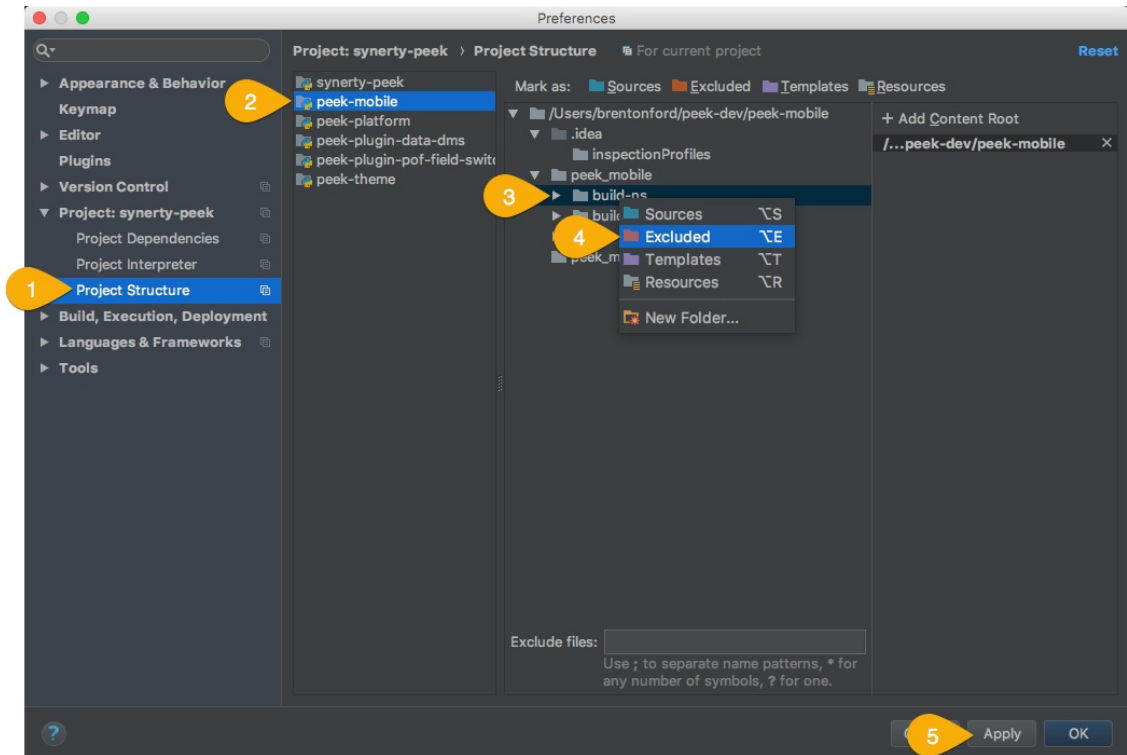 Preferences
Project: synerty-peek › Project Structure For current project Reset
Appearance & Behavior
Keymap
Editor
Plugins
Version Control
Project: synerty-peek
Project Dependencies
Project Interpreter
1 Project Structure
Build, Execution, Deployment
Languages & Frameworks
Tools
synerty-peek
2 peek-mobile
peek-platform
peek-plugin-data-dms
peek-plugin-pof-field-swit
peek-theme
Mark as: Sources Excluded Templates Resources
/Users/brentonford/peek-dev/peek-mobile
.idea
inspectionProfiles
peek_mobile
3 build-ns
buil
peek_m
Sources ⌥S
4 Excluded ⌥E
Templates ⌥T
Resources ⌥R
New Folder...
+ Add Content Root
/...peek-dev/peek-mobile ×
Exclude files:
Use ; to separate name patterns, * for
any number of symbols, ? for one.
? 5 Apply OK